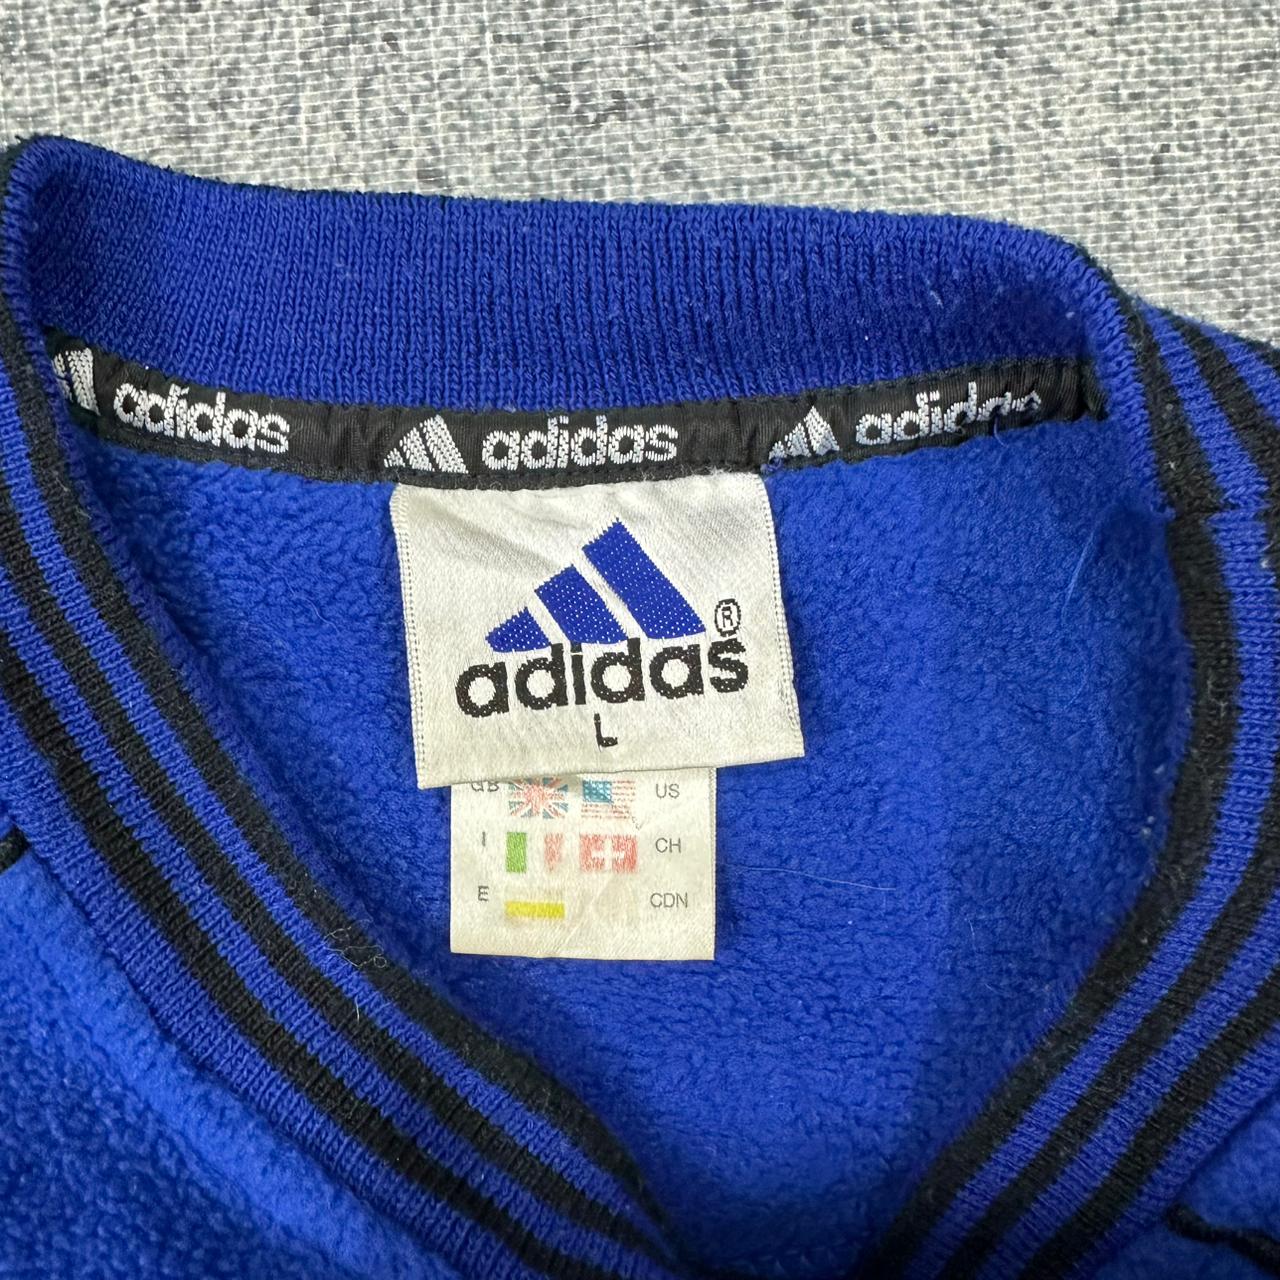 adidas adidas adidas
adidas®
L
GB US
I CH
E CDN